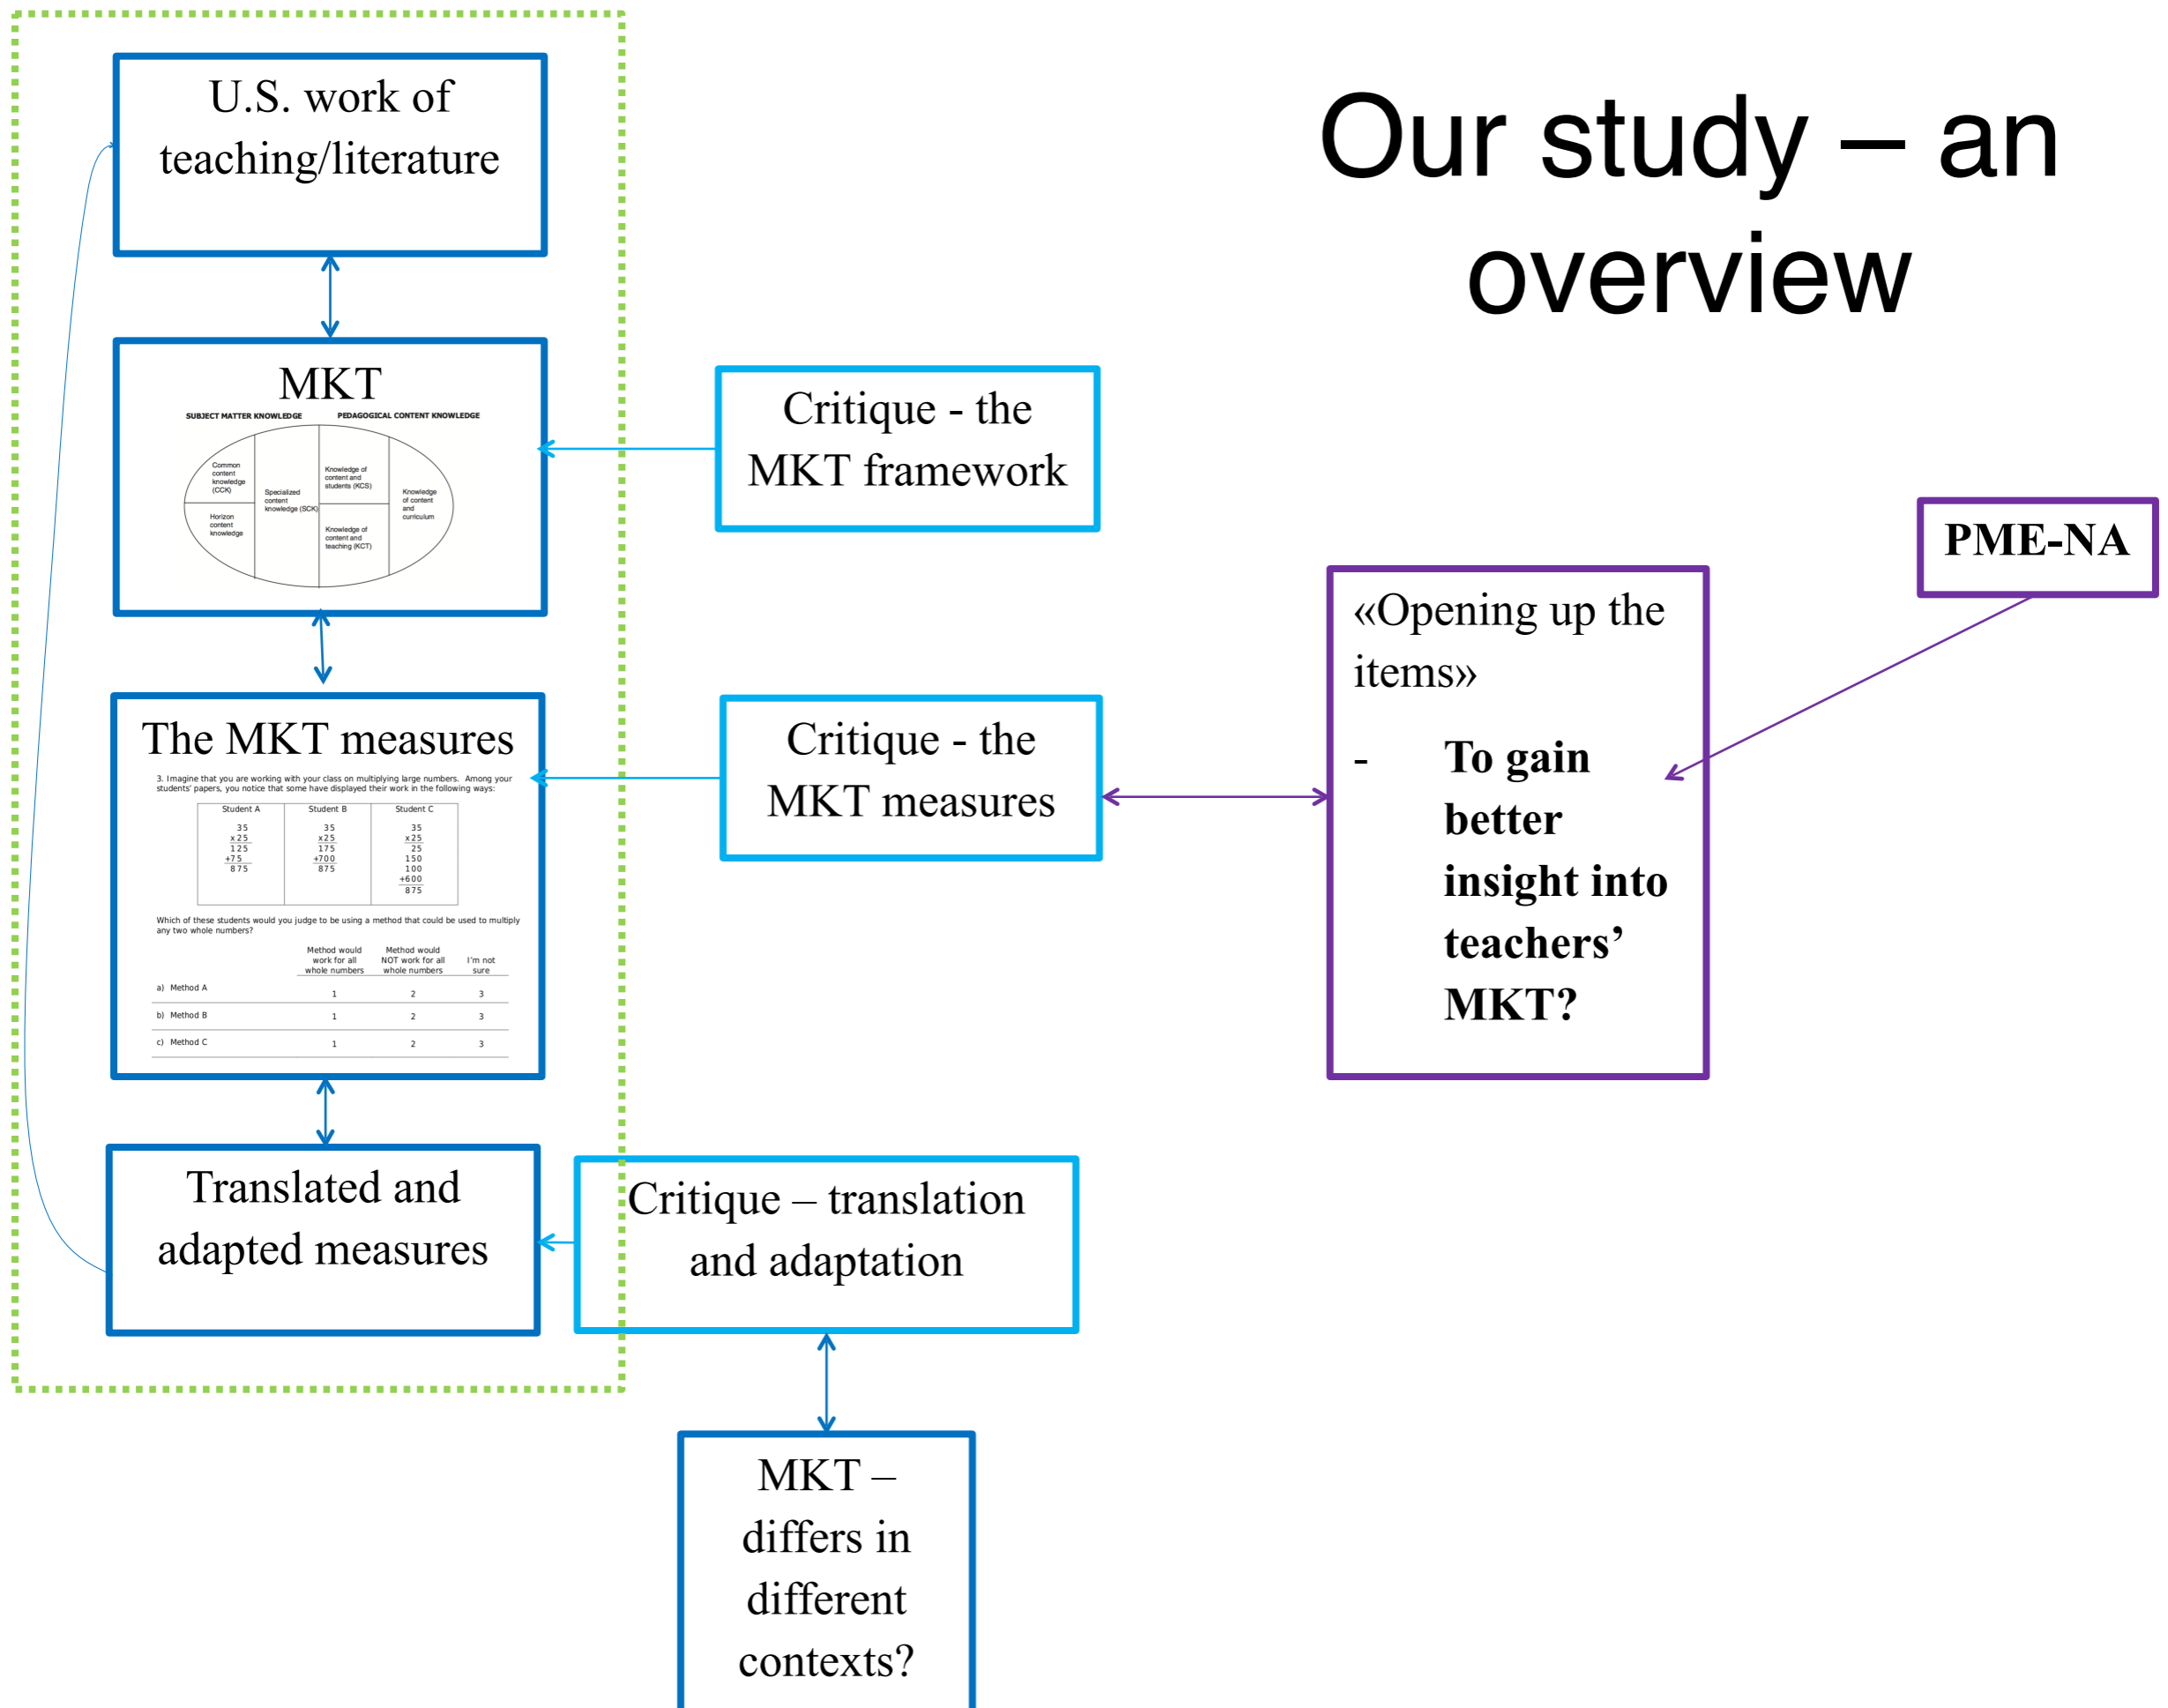 Our study – an
overview
U.S. work of
teaching/literature
MKT
SUBJECT MATTER KNOWLEDGE PEDAGOGICAL CONTENT KNOWLEDGE
Common
content
knowledge
(CCK)
Horizon
content
knowledge
Specialized
content
knowledge (SCK)
Knowledge of
content and
students (KCS)
Knowledge of
content and
teaching (KCT)
Knowledge
of content
and
curriculum
Critique - the
MKT framework
PME-NA
«Opening up the
items»
- To gain
better
insight into
teachers’
MKT?
The MKT measures
3. Imagine that you are working with your class on multiplying large numbers. Among your
students’ papers, you notice that some have displayed their work in the following ways:
Student A
35
x25
125
+75
875
Student B
35
x25
175
+700
875
Student C
35
x25
25
150
100
+600
875
Which of these students would you judge to be using a method that could be used to multiply
any two whole numbers?
Method would
work for all
whole numbers
Method would
NOT work for all
whole numbers
I’m not
sure
a) Method A 1 2 3
b) Method B 1 2 3
c) Method C 1 2 3
Critique - the
MKT measures
Translated and
adapted measures
Critique – translation
and adaptation
MKT –
differs in
different
contexts?